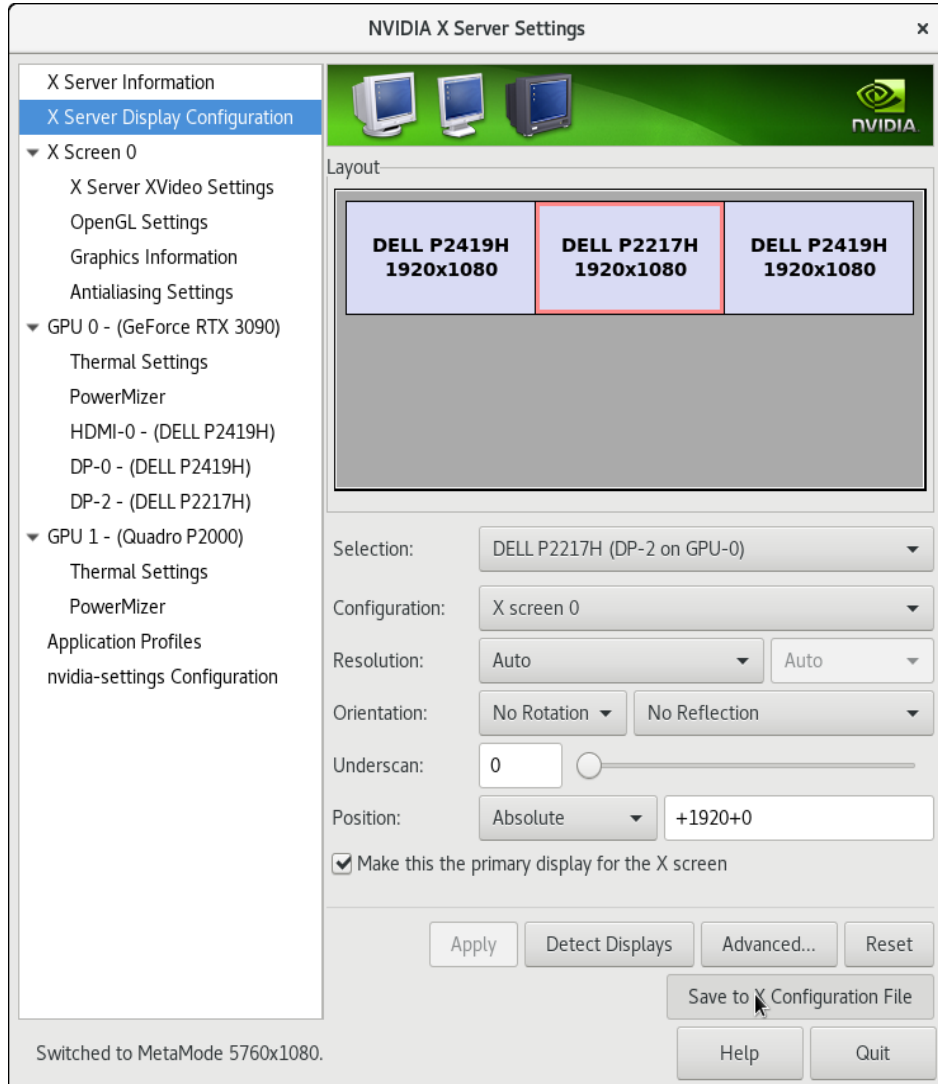 NVIDIA X Server Settings
X Server Information
X Server Display Configuration
X Screen 0
X Server XVideo Settings
OpenGL Settings
Graphics Information
Antialiasing Settings
GPU 0 - (GeForce RTX 3090)
Thermal Settings
PowerMizer
HDMI-0 - (DELL P2419H)
DP-0 - (DELL P2419H)
DP-2 - (DELL P2217H)
GPU 1 - (Quadro P2000)
Thermal Settings
PowerMizer
Application Profiles
nvidia-settings Configuration
NVIDIA
Layout
DELL P2419H
1920x1080
DELL P2217H
1920x1080
DELL P2419H
1920x1080
Selection: DELL P2217H (DP-2 on GPU-0)
Configuration: X screen 0
Resolution: Auto Auto
Orientation: No Rotation No Reflection
Underscan: 0
Position: Absolute +1920+0
Make this the primary display for the X screen
Apply Detect Displays Advanced... Reset
Save to X Configuration File
Switched to MetaMode 5760x1080. Help Quit